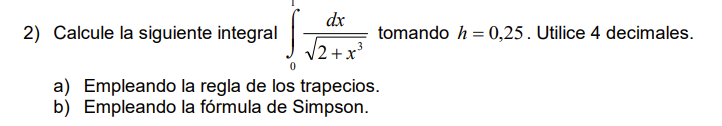 2) Calcule la siguiente integral ∫₀¹ dx / √(2 + x³) tomando h = 0,25. Utilice 4 decimales.
a) Empleando la regla de los trapecios.
b) Empleando la fórmula de Simpson.